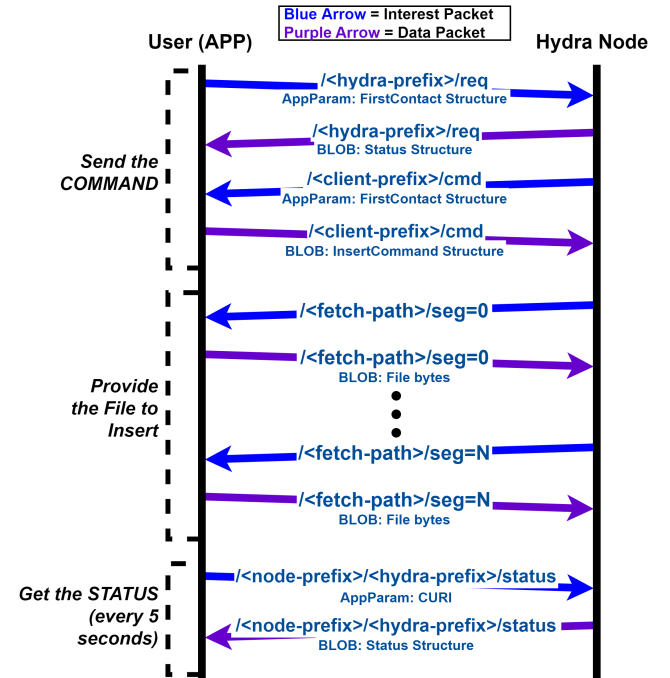 Blue Arrow = Interest Packet
Purple Arrow = Data Packet
User (APP)
Hydra Node
/<hydra-prefix>/req
AppParam: FirstContact Structure
/<hydra-prefix>/req
BLOB: Status Structure
Send the
COMMAND
/<client-prefix>/cmd
AppParam: FirstContact Structure
/<client-prefix>/cmd
BLOB: InsertCommand Structure
/<fetch-path>/seg=0
/<fetch-path>/seg=0
BLOB: File bytes
Provide
the File to
Insert
/<fetch-path>/seg=N
/<fetch-path>/seg=N
BLOB: File bytes
/<node-prefix>/<hydra-prefix>/status
AppParam: CURI
Get the STATUS
(every 5
seconds)
/<node-prefix>/<hydra-prefix>/status
BLOB: Status Structure